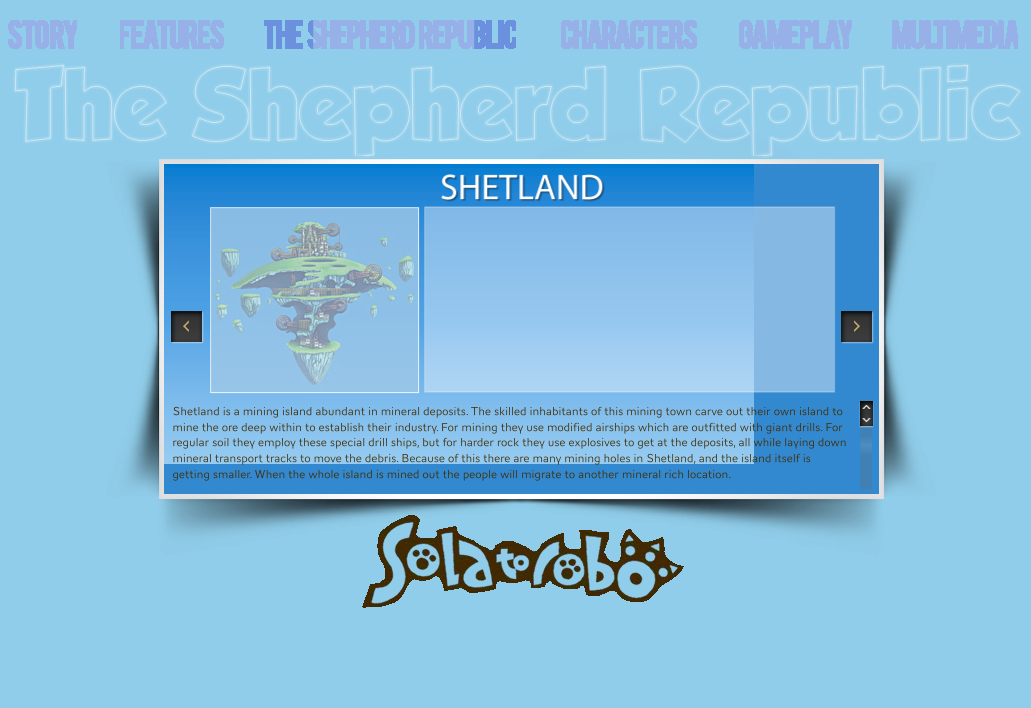 STORY FEATURES THE SHEPHERD REPUBLIC CHARACTERS GAMEPLAY MULTIMEDIA
The Shepherd Republic
SHETLAND
Shetland is a mining island abundant in mineral deposits. The skilled inhabitants of this mining town carve out their own island to
mine the ore deep within to establish their industry. For mining they use modified airships which are outfitted with giant drills. For
regular soil they employ these special drill ships, but for harder rock they use explosives to get at the deposits, all while laying down
mineral transport tracks to move the debris. Because of this there are many mining holes in Shetland, and the island itself is
getting smaller. When the whole island is mined out the people will migrate to another mineral rich location.
Solatorobo